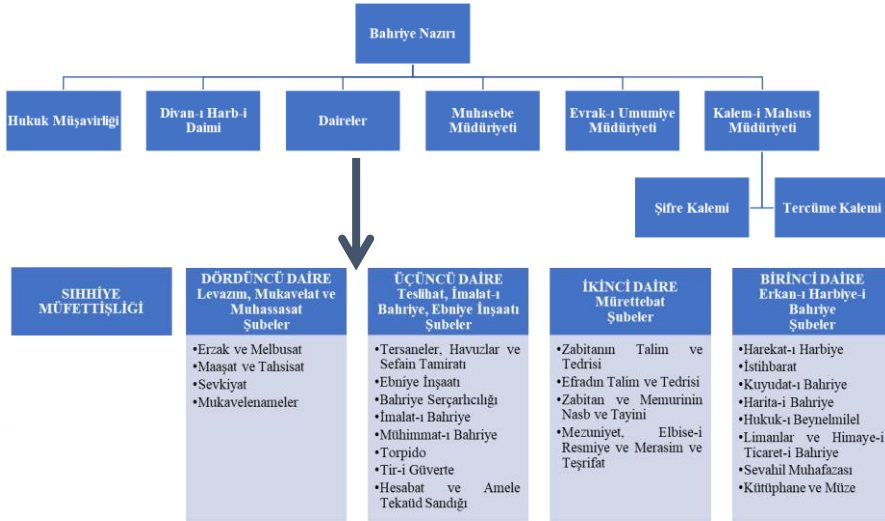 Bahriye Nazırı
Hukuk Müşavirliği
Divan-ı Harb-i
Daimi
Daireler
Muhasebe
Müdüriyeti
Evrak-ı Umumiye
Müdüriyeti
Kalem-i Mahsus
Müdüriyeti
Şifre Kalemi
Tercüme Kalemi
SIHHİYE
MÜFETTİŞLİĞİ
DÖRDÜNCÜ DAİRE
Levazım, Mukavelat ve
Muhassasat
Şubeler
•Erzak ve Melbusat
•Maaşat ve Tahsisat
•Sevkiyat
•Mukavelenameler
ÜÇÜNCÜ DAİRE
Teslihat, İmalat-ı
Bahriye, Ebniye İnşaatı
Şubeler
•Tersaneler, Havuzlar ve
Sefain Tamiratı
•Ebniye İnşaatı
•Bahriye Serçarhcılığı
•İmalat-ı Bahriye
•Mühimmat-ı Bahriye
•Torpido
•Tir-i Güverte
•Hesabat ve Amele
Tekaüd Sandığı
İKİNCİ DAİRE
Mürettebat
Şubeler
•Zabitanın Talim ve
Tedrisi
•Efradın Talim ve Tedrisi
•Zabitan ve Memurinin
Nasb ve Tayini
•Mezuniyet, Elbise-i
Resmiye ve Merasim ve
Teşrifat
BİRİNCİ DAİRE
Erkan-ı Harbiye-i
Bahriye
Şubeler
•Harekat-ı Harbiye
•İstihbarat
•Kuyudat-ı Bahriye
•Harita-i Bahriye
•Hukuk-ı Beynelmilel
•Limanlar ve Himaye-i
Ticaret-i Bahriye
•Sevahil Muhafazası
•Kütüphane ve Müze